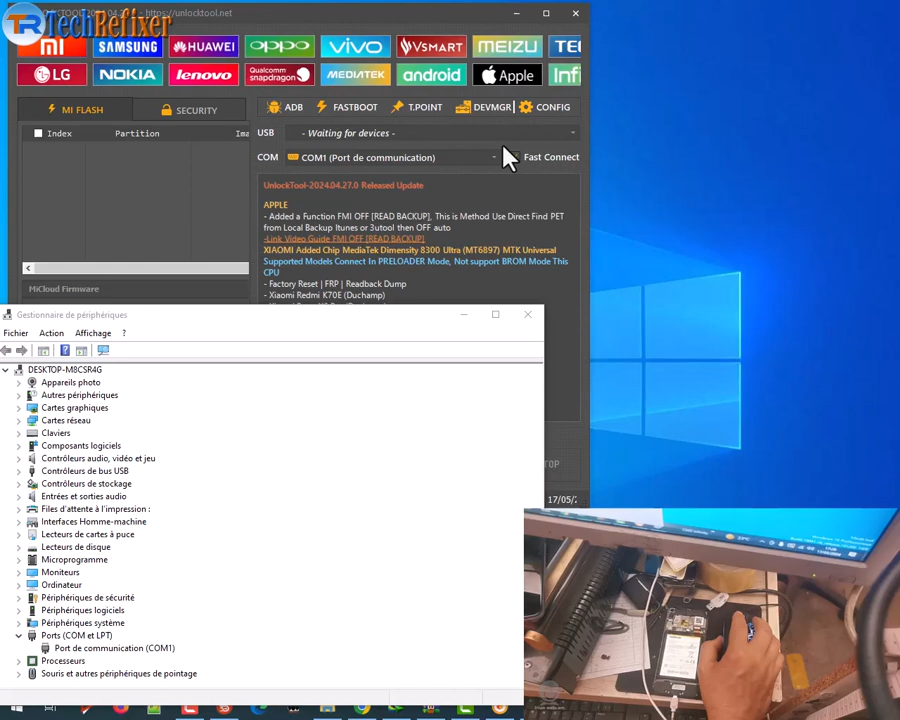 https://unlocktool.net
TR TechRefixer
MI SAMSUNG HUAWEI OPPO vivo VSMART MEIZU TE
LG NOKIA lenovo Qualcomm snapdragon MEDIATEK android Apple Infi
MI FLASH SECURITY
ADB FASTBOOT T.POINT DEVMGR CONFIG
Index Partition Ima
USB - Waiting for devices -
COM COM1 (Port de communication) Fast Connect
UnlockTool-2024.04.27.0 Released Update
APPLE
- Added a Function FMI OFF [READ BACKUP], This is Method Use Direct Find PET
from Local Backup Itunes or 3utool then OFF auto
-Link Video Guide FMI OFF [READ BACKUP]
XIAOMI Added Chip MediaTek Dimensity 8300 Ultra (MT6897) MTK Universal
Supported Models Connect In PRELOADER Mode, Not support BROM Mode This
CPU
- Factory Reset | FRP | Readback Dump
- Xiaomi Redmi K70E (Duchamp)
MiCloud Firmware
Gestionnaire de périphériques
Fichier Action Affichage ?
DESKTOP-M8CSR4G
Appareils photo
Autres périphériques
Cartes graphiques
Cartes réseau
Claviers
Composants logiciels
Contrôleurs audio, vidéo et jeu
Contrôleurs de bus USB
Contrôleurs de stockage
Entrées et sorties audio
Files d'attente à l'impression :
Interfaces Homme-machine
Lecteurs de cartes à puce
Lecteurs de disque
Microprogramme
Moniteurs
Ordinateur
Périphériques de sécurité
Périphériques logiciels
Périphériques système
Ports (COM et LPT)
Port de communication (COM1)
Processeurs
Souris et autres périphériques de pointage
TOP
17/05/2